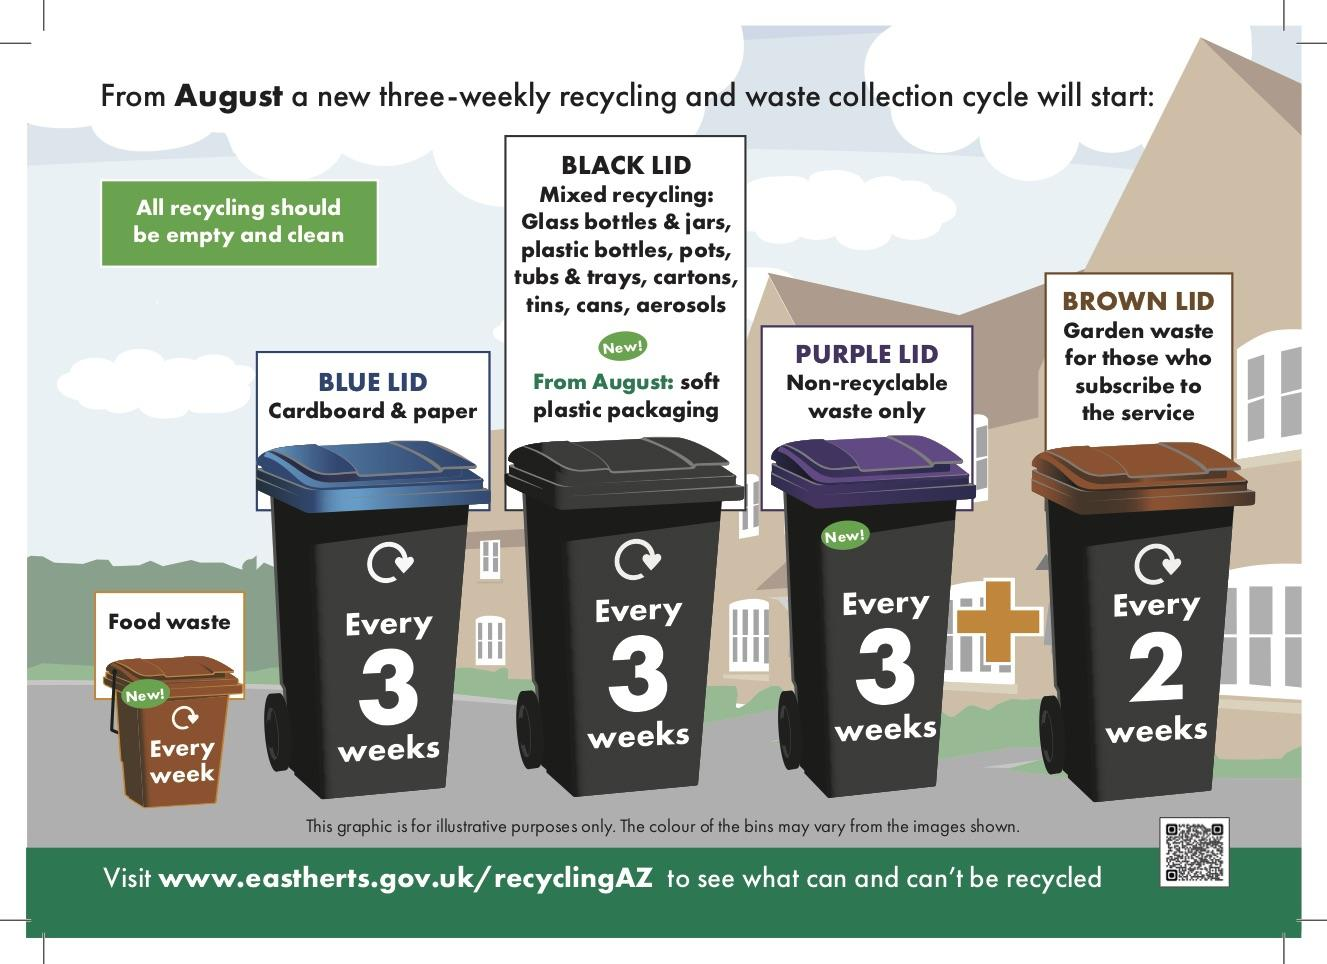 From August a new three-weekly recycling and waste collection cycle will start:
All recycling should
be empty and clean
Food waste
New!
Every
week
BLUE LID
Cardboard & paper
Every
3
weeks
BLACK LID
Mixed recycling:
Glass bottles & jars,
plastic bottles, pots,
tubs & trays, cartons,
tins, cans, aerosols
New!
From August: soft
plastic packaging
Every
3
weeks
PURPLE LID
Non-recyclable
waste only
New!
Every
3
weeks
BROWN LID
Garden waste
for those who
subscribe to
the service
Every
2
weeks
This graphic is for illustrative purposes only. The colour of the bins may vary from the images shown.
Visit www.eastherts.gov.uk/recyclingAZ to see what can and can’t be recycled